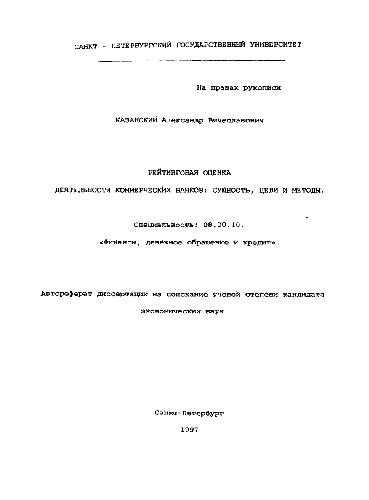 САНКТ - ПЕТЕРБУРГСКИЙ ГОСУДАРСТВЕННЫЙ УНИВЕРСИТЕТ
На правах рукописи
КАЗАНСКИЙ Александр Вячеславович
РЕЙТИНГОВАЯ ОЦЕНКА
ДЕЯТЕЛЬНОСТИ КОММЕРЧЕСКИХ БАНКОВ: СУЩНОСТЬ, ЦЕЛИ И МЕТОДЫ.
Специальность: 08.00.10.
«Финансы, денежное обращение и кредит».
Автореферат диссертации на соискание ученой степени кандидата
экономических наук
Санкт-Петербург
1997